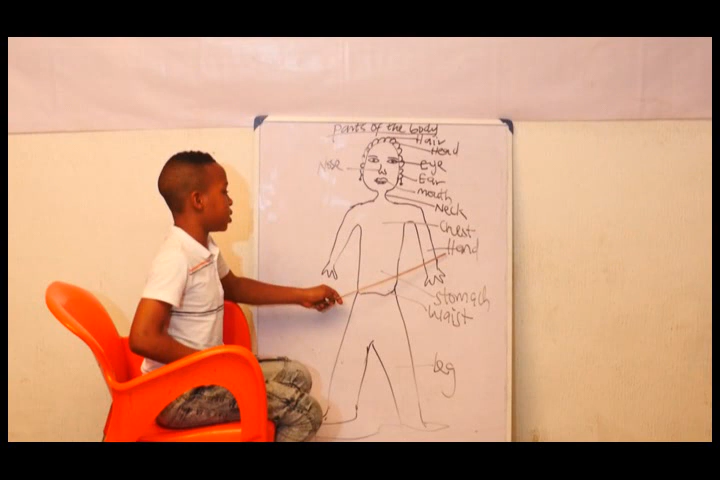 parts of the body
Hair
Head
Nose
eye
Ear
mouth
Neck
chest
Hand
stomach
waist
leg